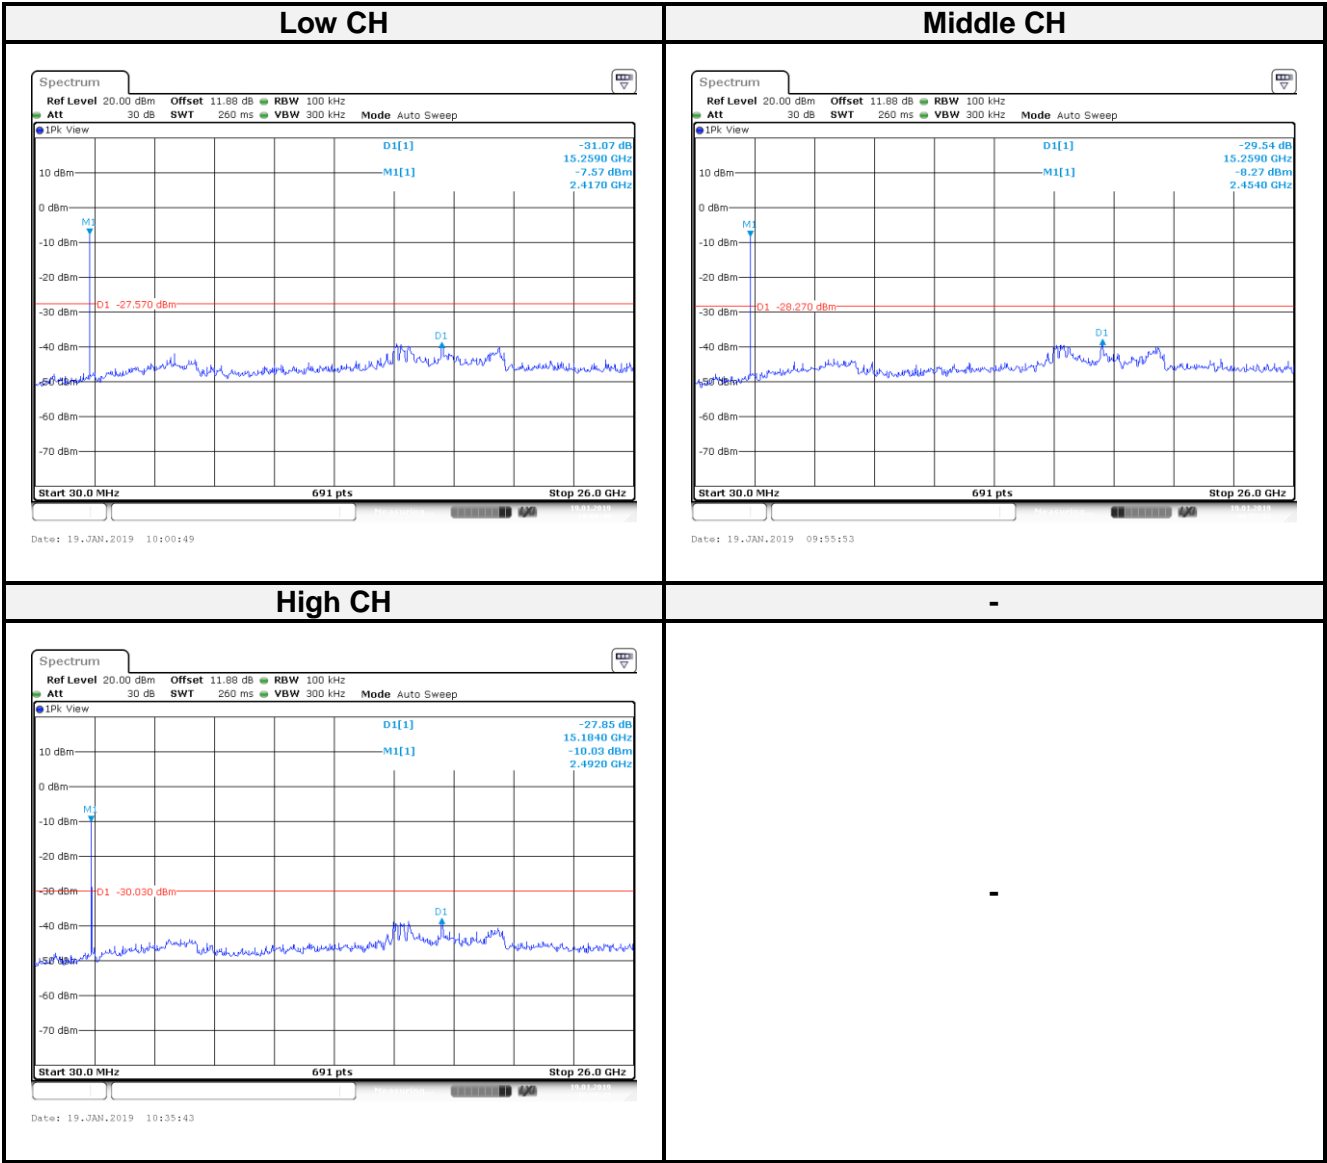 Low CH
Middle CH
Spectrum
Ref Level 20.00 dBm Offset 11.88 dB RBW 100 kHz
Att 30 dB SWT 260 ms VBW 300 kHz Mode Auto Sweep
1Pk View
D1[1] -31.07 dB
15.2590 GHz
M1[1] -7.57 dBm
2.4170 GHz
10 dBm
0 dBm
M1
-10 dBm
-20 dBm
D1 -27.570 dBm
-30 dBm
D1
-40 dBm
-50 dBm
-60 dBm
-70 dBm
Start 30.0 MHz 691 pts Stop 26.0 GHz
19.01.2019
Date: 19.JAN.2019 10:00:49
Spectrum
Ref Level 20.00 dBm Offset 11.88 dB RBW 100 kHz
Att 30 dB SWT 260 ms VBW 300 kHz Mode Auto Sweep
1Pk View
D1[1] -29.54 dB
15.2590 GHz
M1[1] -8.27 dBm
2.4540 GHz
10 dBm
0 dBm
M1
-10 dBm
-20 dBm
D1 -28.270 dBm
-30 dBm
D1
-40 dBm
-50 dBm
-60 dBm
-70 dBm
Start 30.0 MHz 691 pts Stop 26.0 GHz
19.01.2019
Date: 19.JAN.2019 09:55:53
High CH
-
Spectrum
Ref Level 20.00 dBm Offset 11.88 dB RBW 100 kHz
Att 30 dB SWT 260 ms VBW 300 kHz Mode Auto Sweep
1Pk View
D1[1] -27.85 dB
15.1840 GHz
M1[1] -10.03 dBm
2.4920 GHz
10 dBm
0 dBm
M1
-10 dBm
-20 dBm
-30 dBm
D1 -30.030 dBm
D1
-40 dBm
-50 dBm
-60 dBm
-70 dBm
Start 30.0 MHz 691 pts Stop 26.0 GHz
19.01.2019
Date: 19.JAN.2019 10:35:43
-